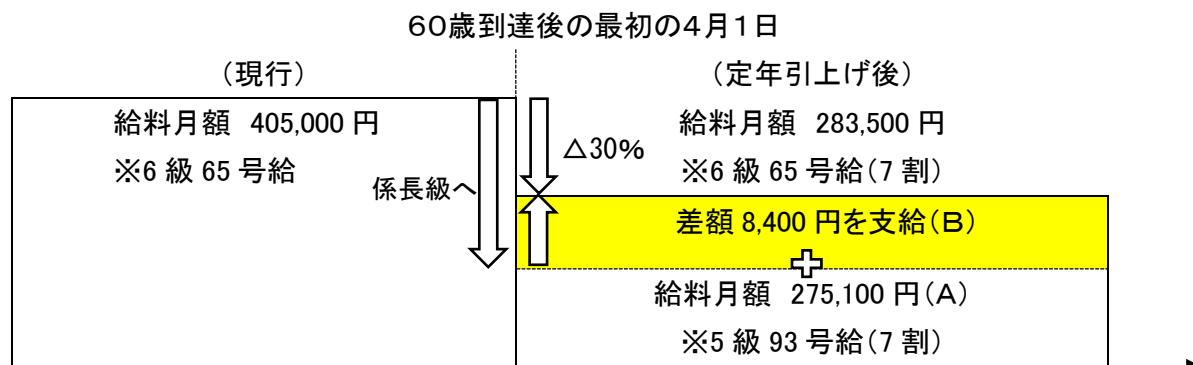 ６０歳到達後の最初の４月１日
（現行）
（定年引上げ後）
給料月額 405,000 円
※6 級 65 号給
係長級へ
△30%
給料月額 283,500 円
※6 級 65 号給（7 割）
差額 8,400 円を支給（B）
給料月額 275,100 円（A）
※5 級 93 号給（7 割）